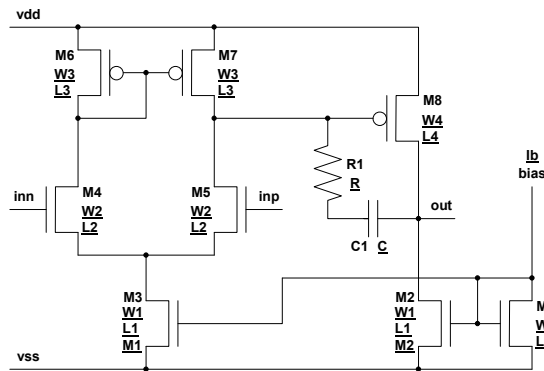 vdd
M6
W3
L3
M7
W3
L3
M8
W4
L4
R1
R
Ib
bias
inn
M4
W2
L2
M5
W2
L2
inp
out
C1 C
M3
W1
L1
M1
M2
W1
L1
M2
vss